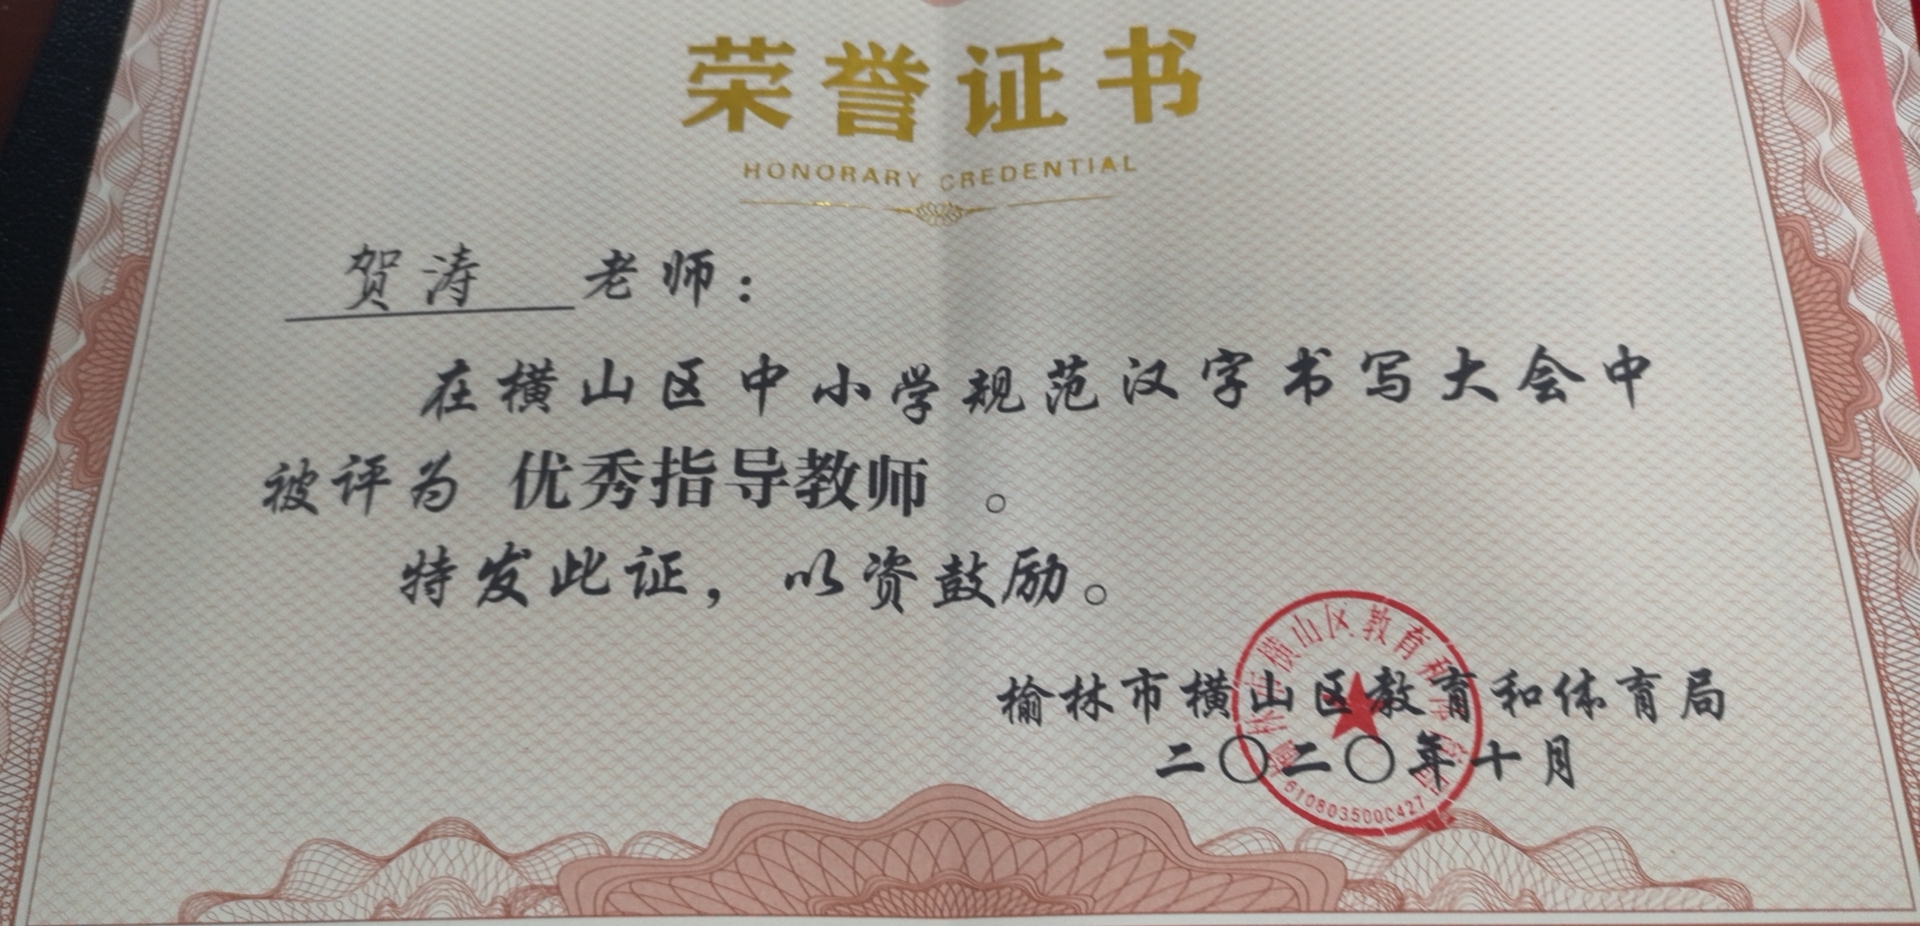 荣誉证书
HONORARY CREDENTIAL
贺涛 老师：
在横山区中小学规范汉字书写大会中
被评为 优秀指导教师 。
特发此证，以资鼓励。
榆林市横山区教育和体育局
二〇二〇年十月
6108035000427